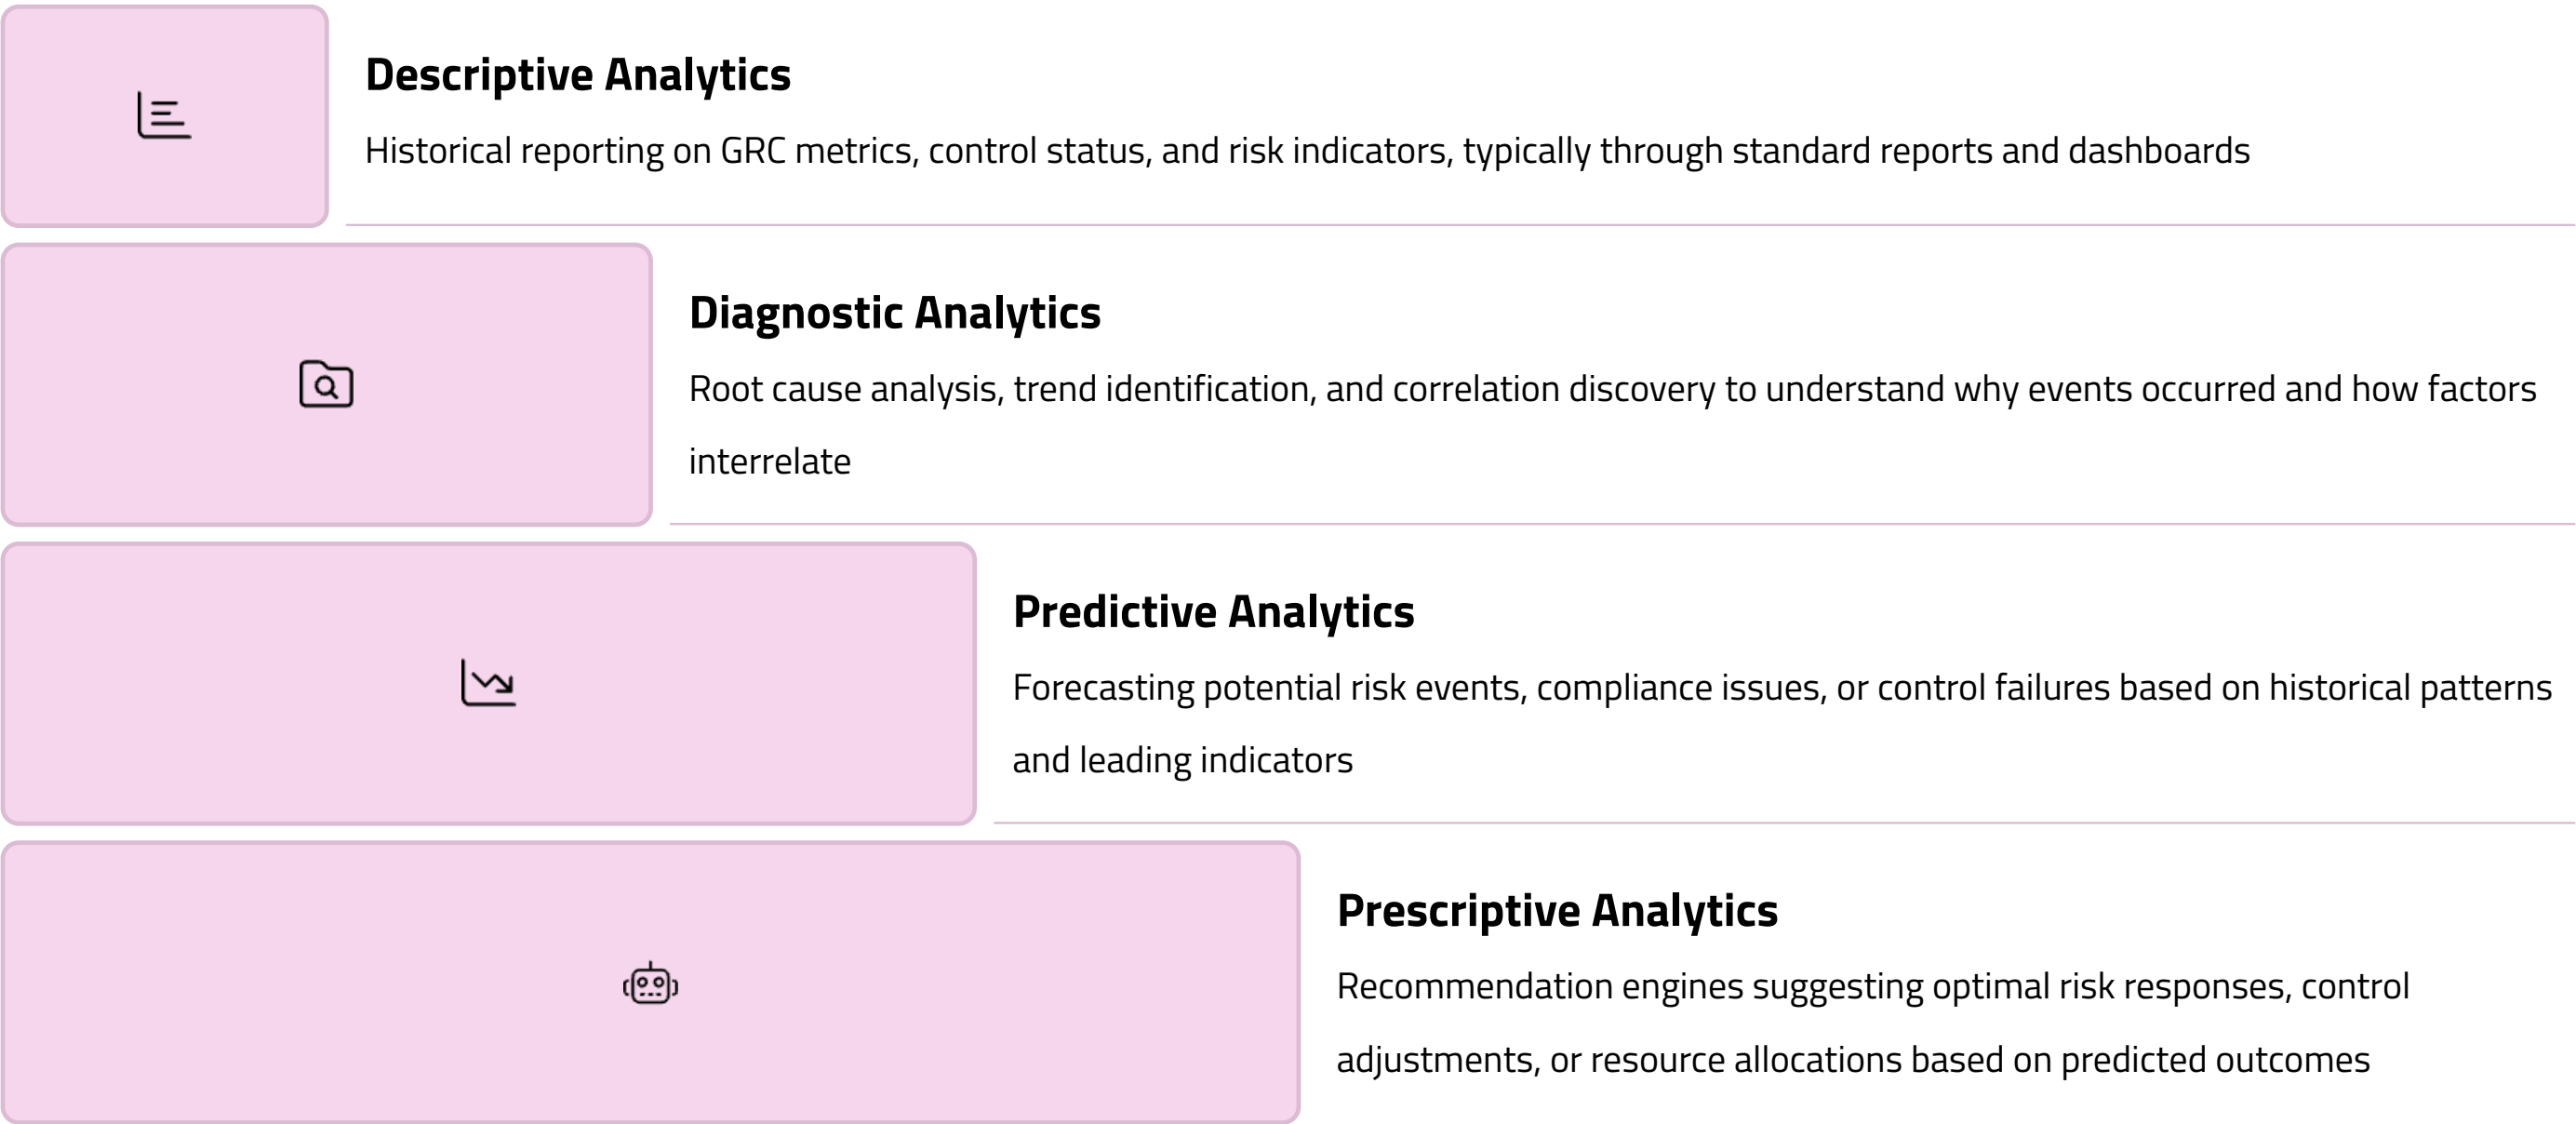 Descriptive Analytics
Historical reporting on GRC metrics, control status, and risk indicators, typically through standard reports and dashboards
Diagnostic Analytics
Root cause analysis, trend identification, and correlation discovery to understand why events occurred and how factors
interrelate
Predictive Analytics
Forecasting potential risk events, compliance issues, or control failures based on historical patterns
and leading indicators
Prescriptive Analytics
Recommendation engines suggesting optimal risk responses, control
adjustments, or resource allocations based on predicted outcomes